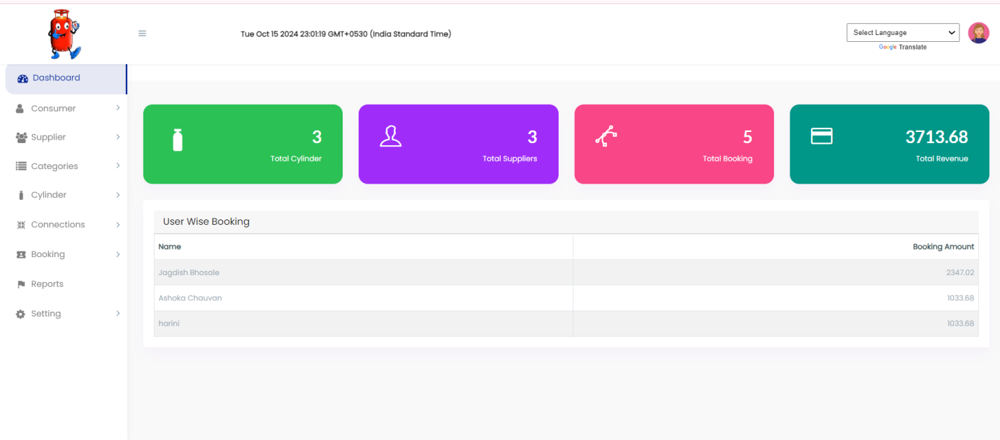 Tue Oct 15 2024 23:01:19 GMT+0530 (India Standard Time)
Select Language
Google Translate
Dashboard
Consumer
Supplier
Categories
Cylinder
Connections
Booking
Reports
Setting
3
Total Cylinder
3
Total Suppliers
5
Total Booking
3713.68
Total Revenue
User Wise Booking
Name Booking Amount
Jagdish Bhosale 2347.02
Ashoka Chauvan 1033.68
harini 1033.68